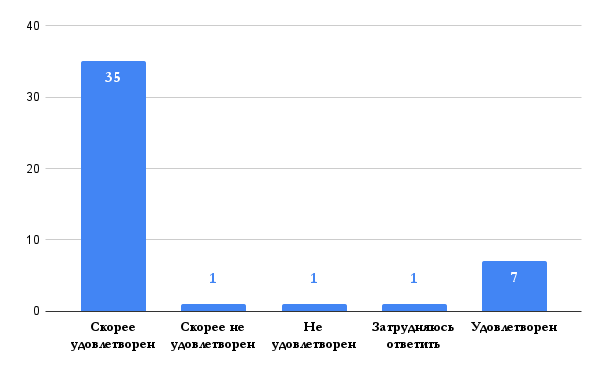 40
30
20
10
0
35
1
1
1
7
Скорее
удовлетворен
Скорее не
удовлетворен
Не
удовлетворен
Затрудняюсь
ответить
Удовлетворен